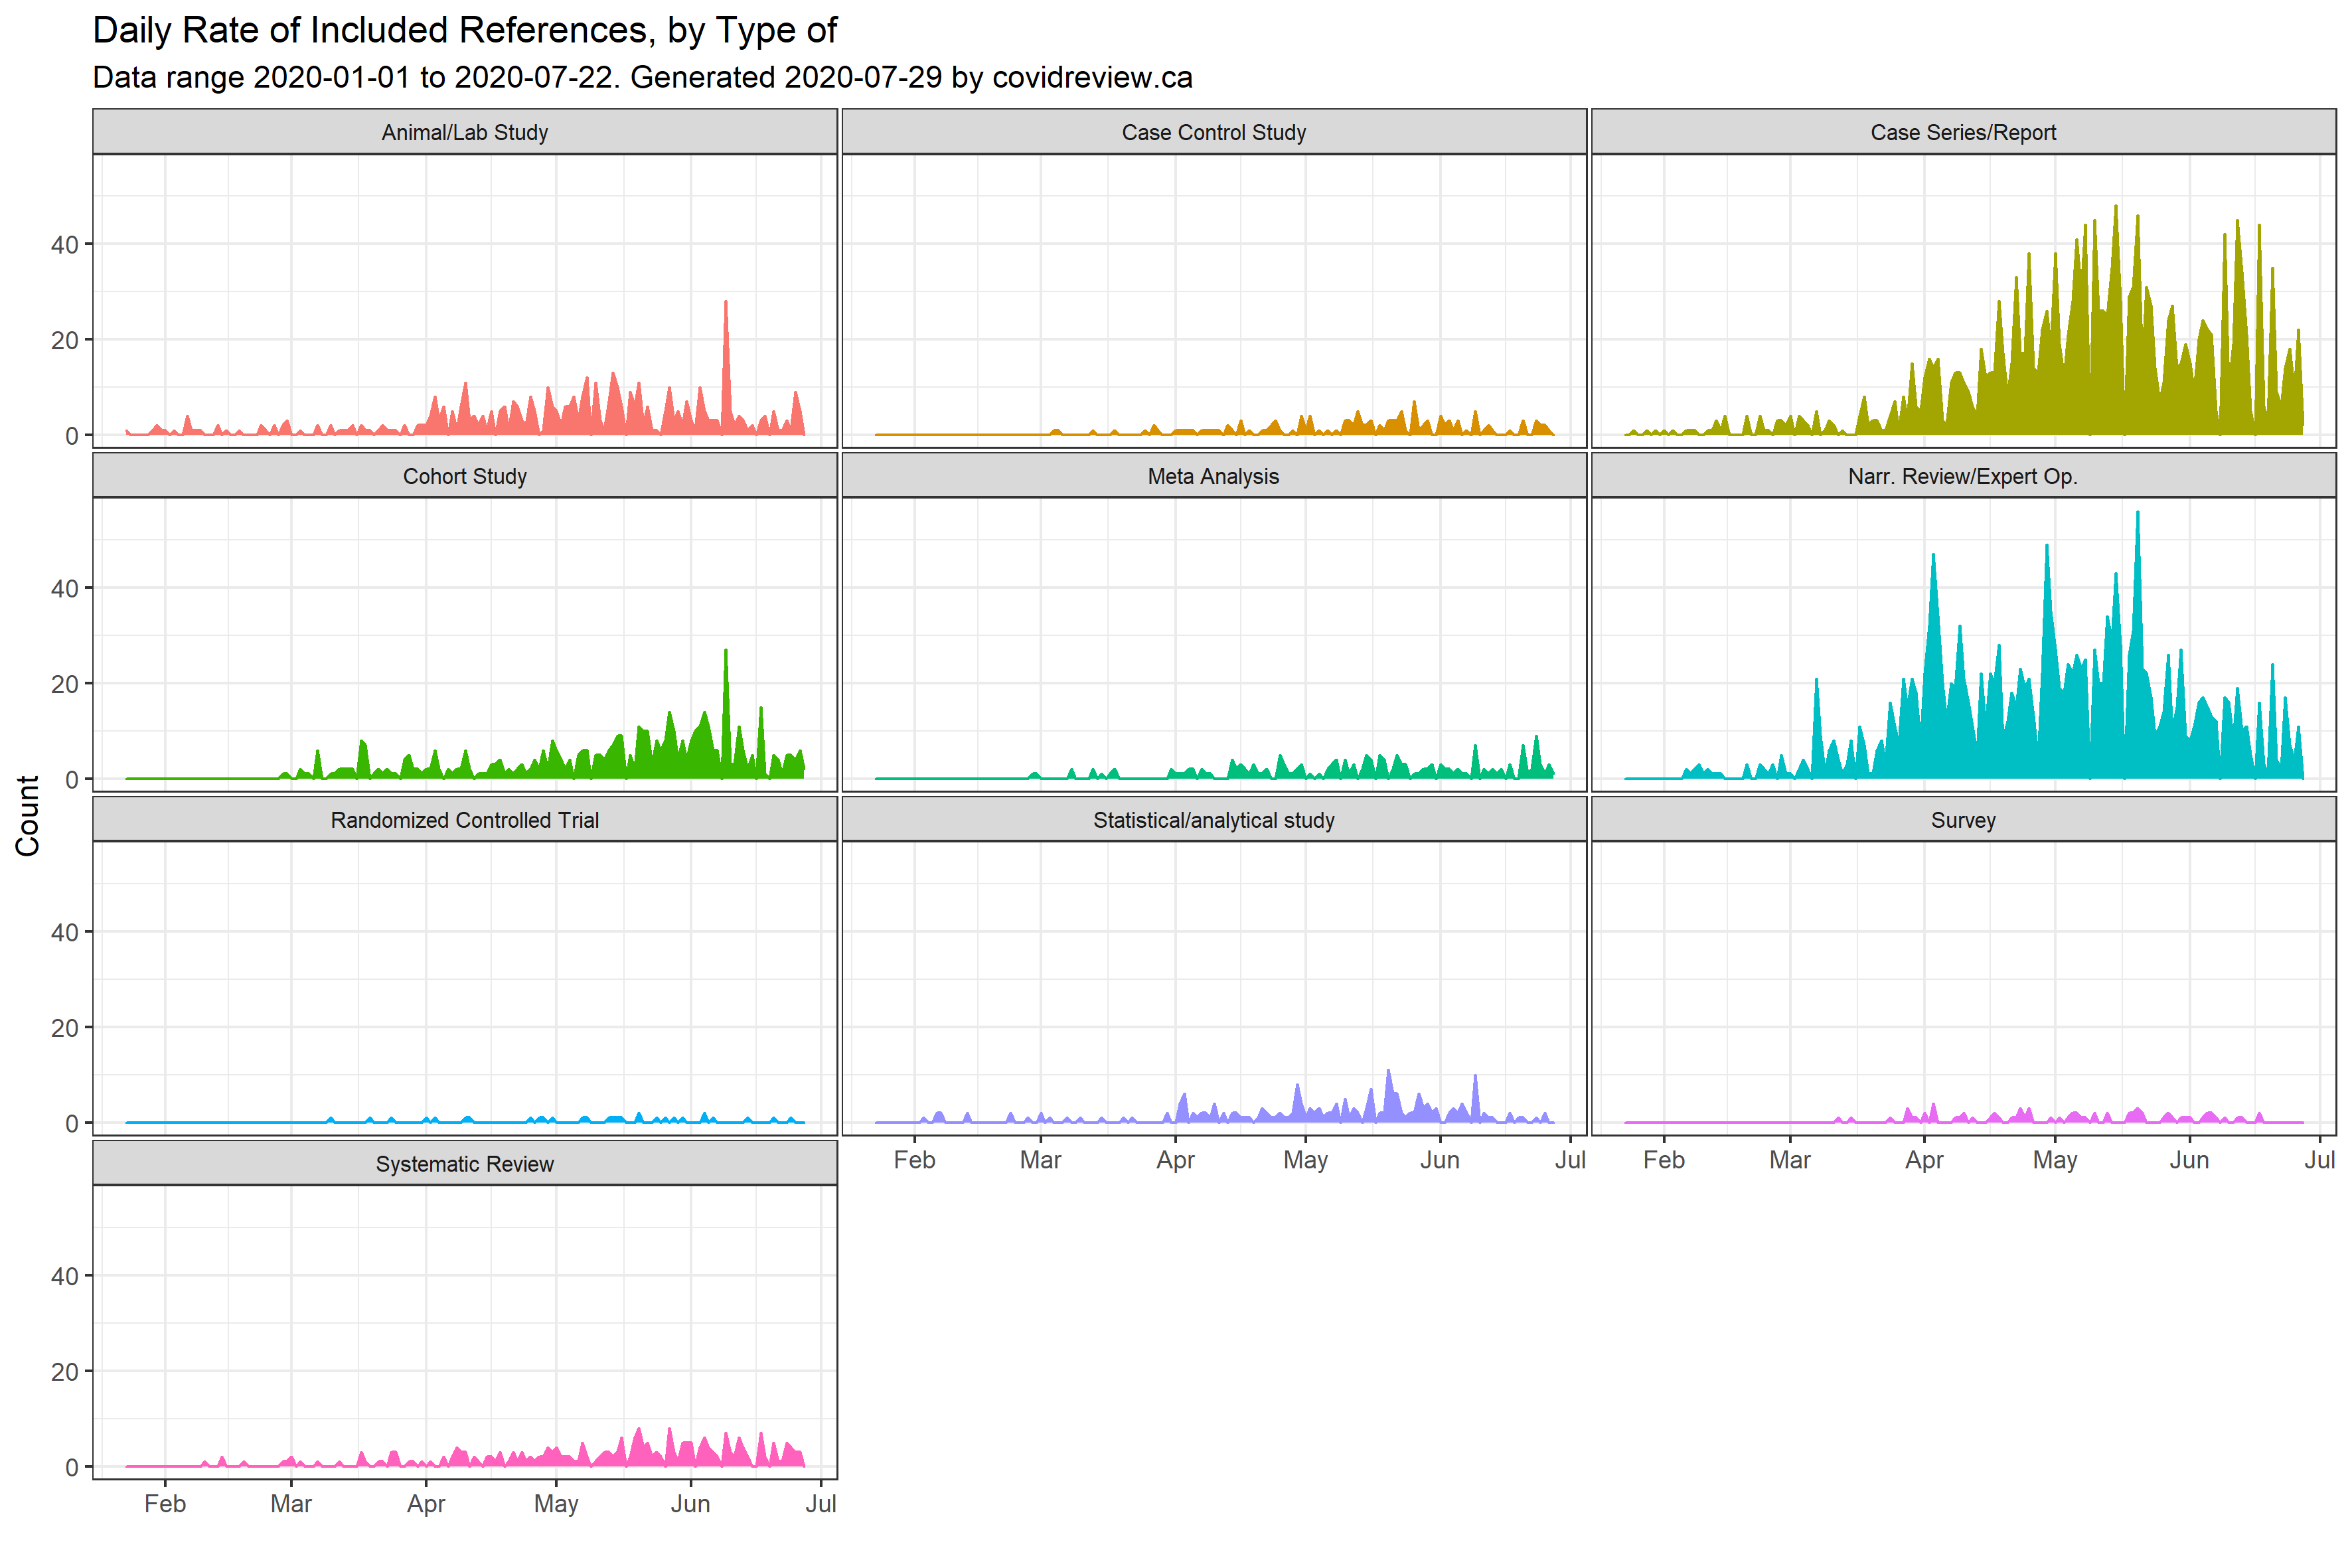 Daily Rate of Included References, by Type of
Data range 2020-01-01 to 2020-07-22. Generated 2020-07-29 by covidreview.ca
Animal/Lab Study
Case Control Study
Case Series/Report
40
20
0
Cohort Study
Meta Analysis
Narr. Review/Expert Op.
40
20
0
Count
Randomized Controlled Trial
Statistical/analytical study
Survey
40
20
0
Feb Mar Apr May Jun Jul
Feb Mar Apr May Jun Jul
Systematic Review
40
20
0
Feb Mar Apr May Jun Jul